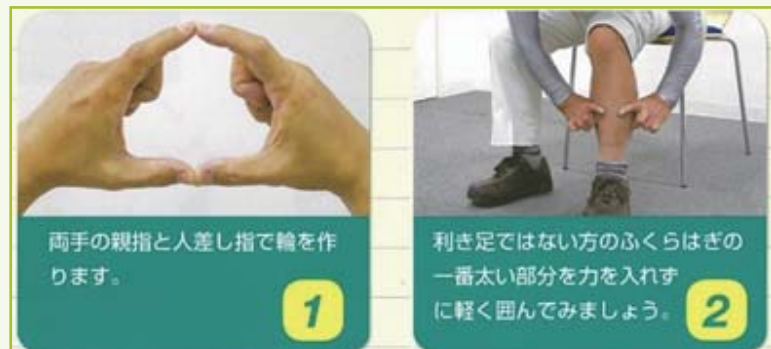 両手の親指と人差し指で輪を作
ります。
1
利き足ではない方のふくらはぎの
一番太い部分を力を入れず
に軽く囲んでみましょう。
2